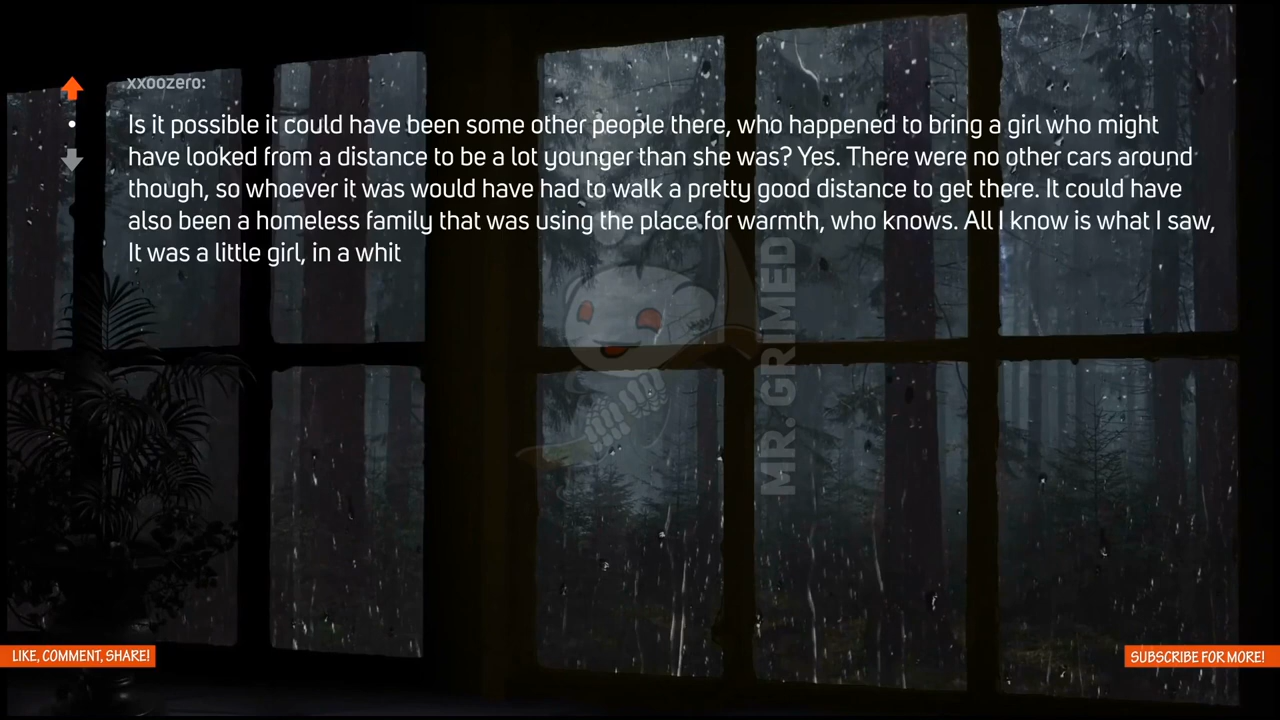 xxoozero:
Is it possible it could have been some other people there, who happened to bring a girl who might
have looked from a distance to be a lot younger than she was? Yes. There were no other cars around
though, so whoever it was would have had to walk a pretty good distance to get there. It could have
also been a homeless family that was using the place for warmth, who knows. All I know is what I saw,
It was a little girl, in a whit
MR. GRIMED
LIKE, COMMENT, SHARE!
SUBSCRIBE FOR MORE!